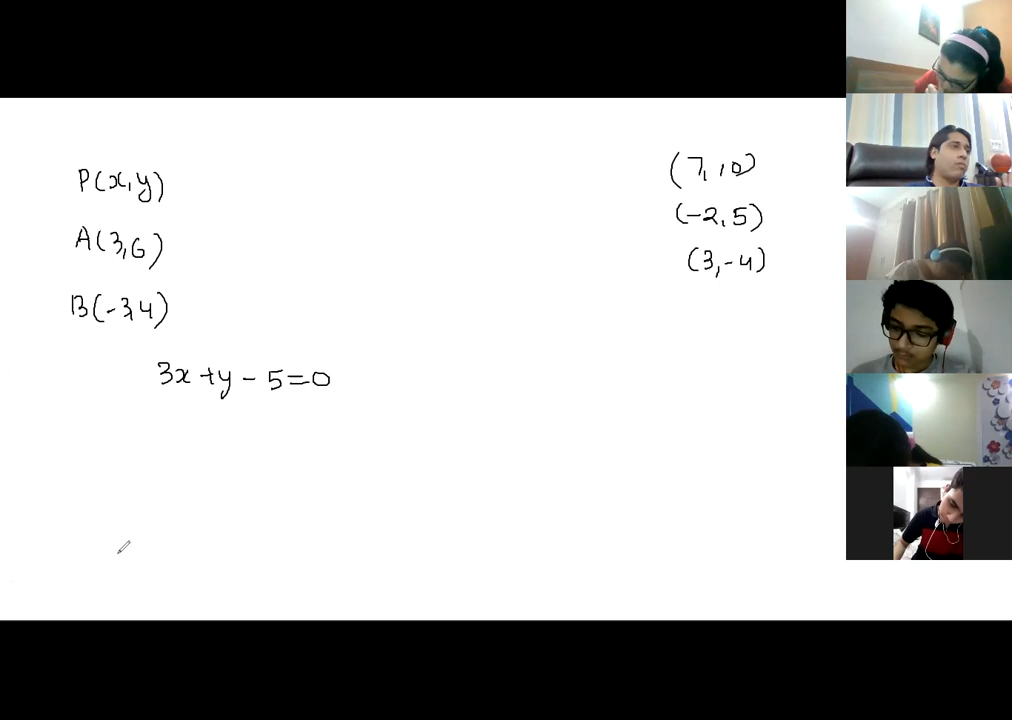 P(x,y)
A(3,6)
B(-3,4)
3x+y-5=0
(7,10)
(-2,5)
(3,-4)